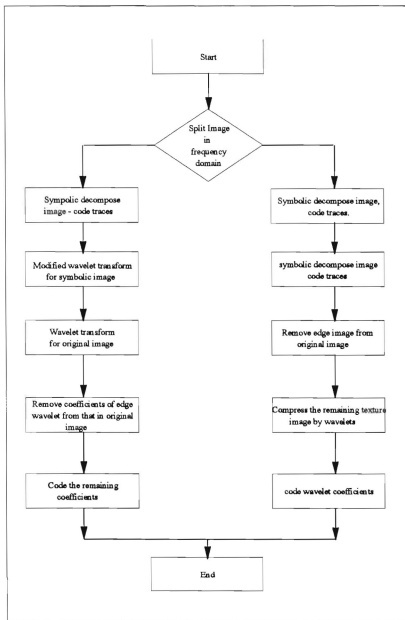 Start
Split Image
in
frequency
domain
Sympolic decompose
image - code traces
Modified wavelet transform
for symbolic image
Wavelet transform
for original image
Remove coefficients of edge
wavelet from that in original
image
Code the remaining
coefficients
Symbolic decompose image,
code traces.
symbolic decompose image
code traces
Remove edge image from
original image
Compress the remaining texture
image by wavelets
code wavelet coefficients
End